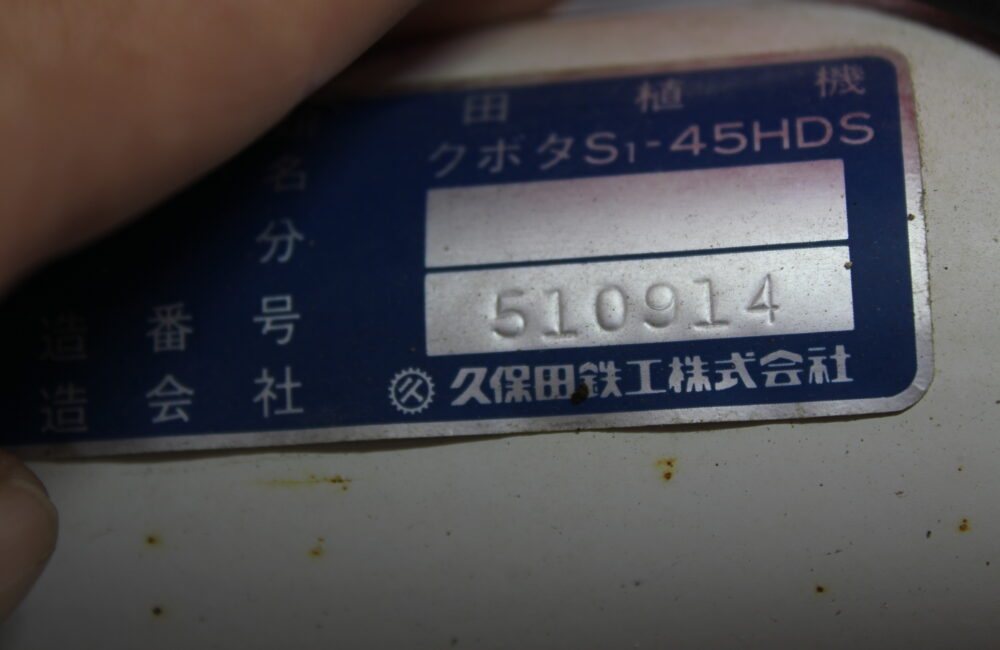 田植機
名 クボタS1-45HDS
分
造番号 510914
造会社 久保田鉄工株式会社